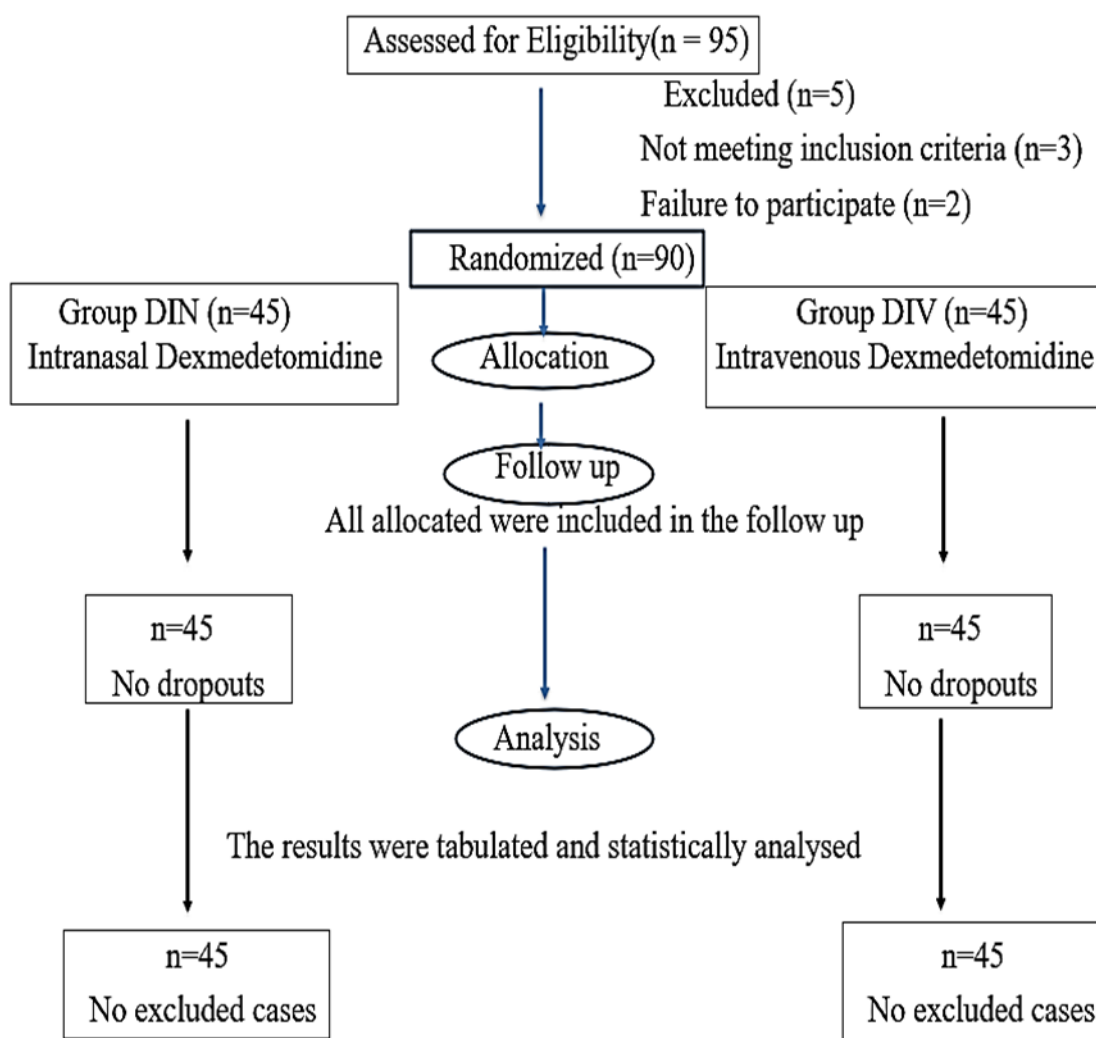 Assessed for Eligibility(n = 95)
Excluded (n=5)
Not meeting inclusion criteria (n=3)
Failure to participate (n=2)
Randomized (n=90)
Group DIN (n=45)
Intranasal Dexmedetomidine
Allocation
Group DIV (n=45)
Intravenous Dexmedetomidine
Follow up
All allocated were included in the follow up
n=45
No dropouts
n=45
No dropouts
Analysis
The results were tabulated and statistically analysed
n=45
No excluded cases
n=45
No excluded cases